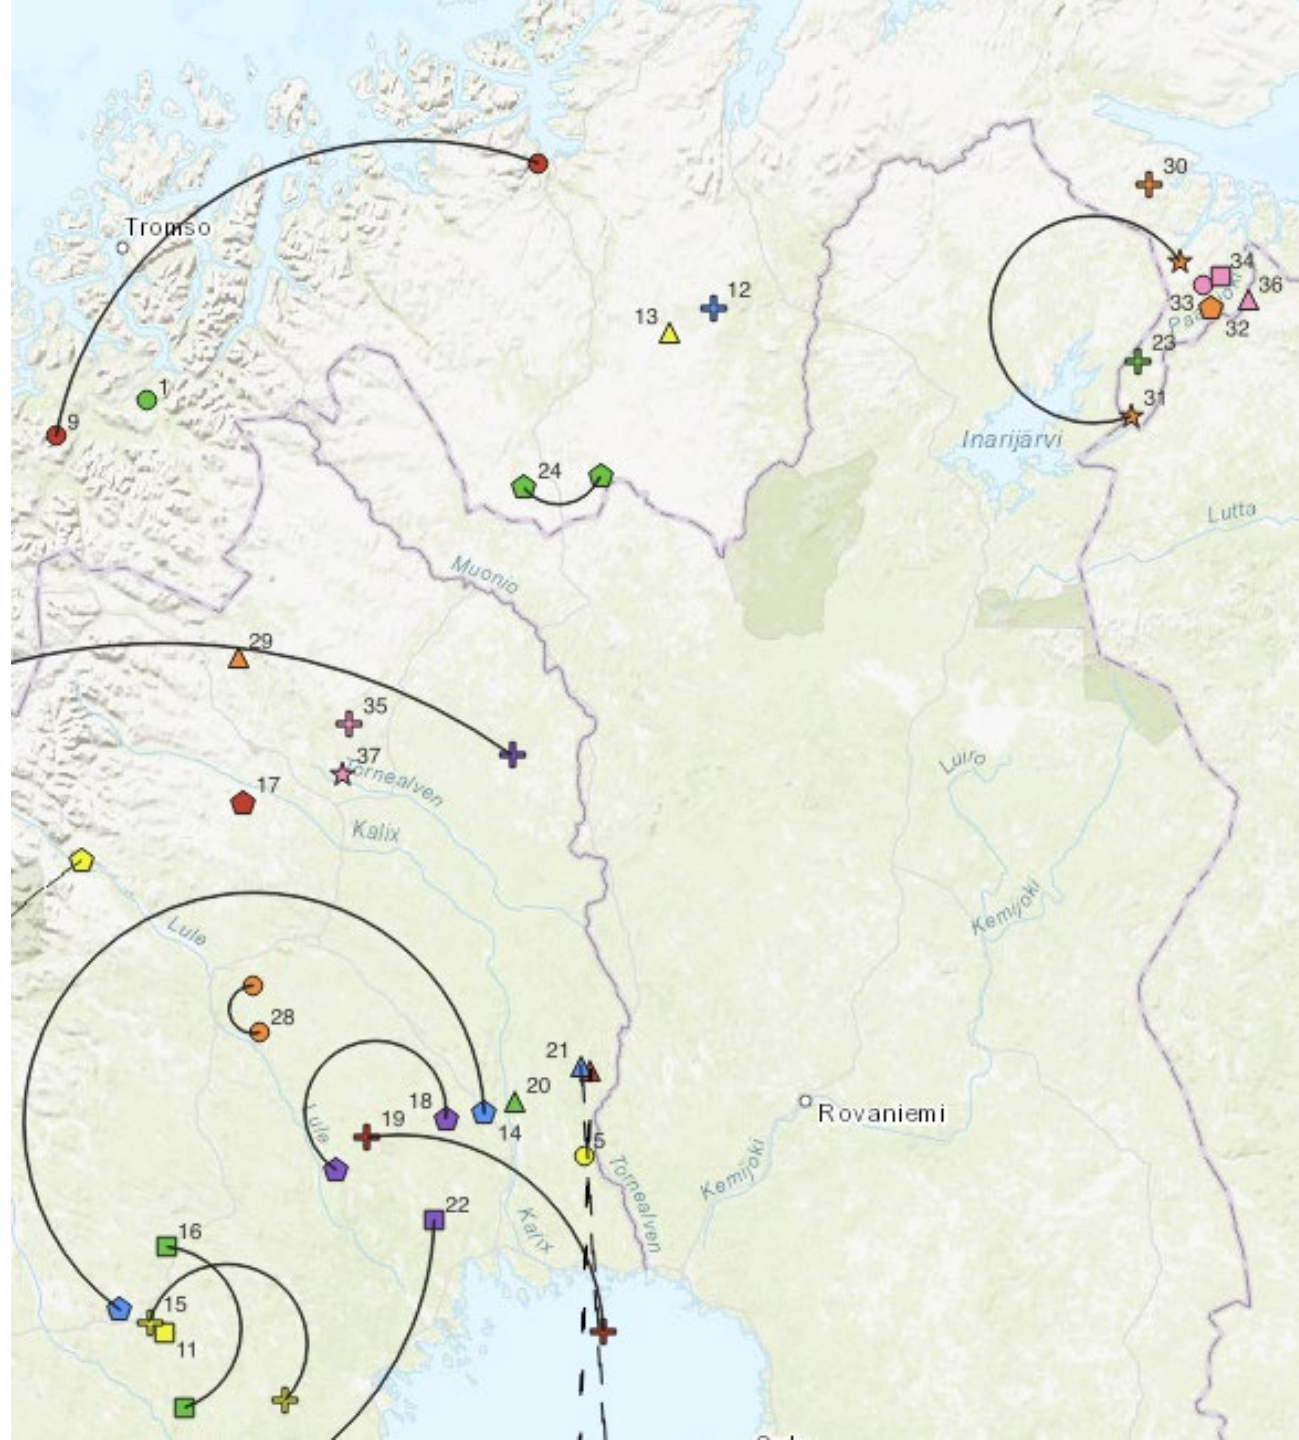 30
Tromso
34
36
12
Paatsjoki
13
33
32
23
1
31
9
Inarijärvi
24
Lutta
Muonio
29
35
37
Luiro
Tornealven
17
Kalix
Kemijoki
Lule
28
21
20
18
Rovaniemi
Lule
19
14
5
Kemijoki
Tornealven
22
Karix
16
15
11